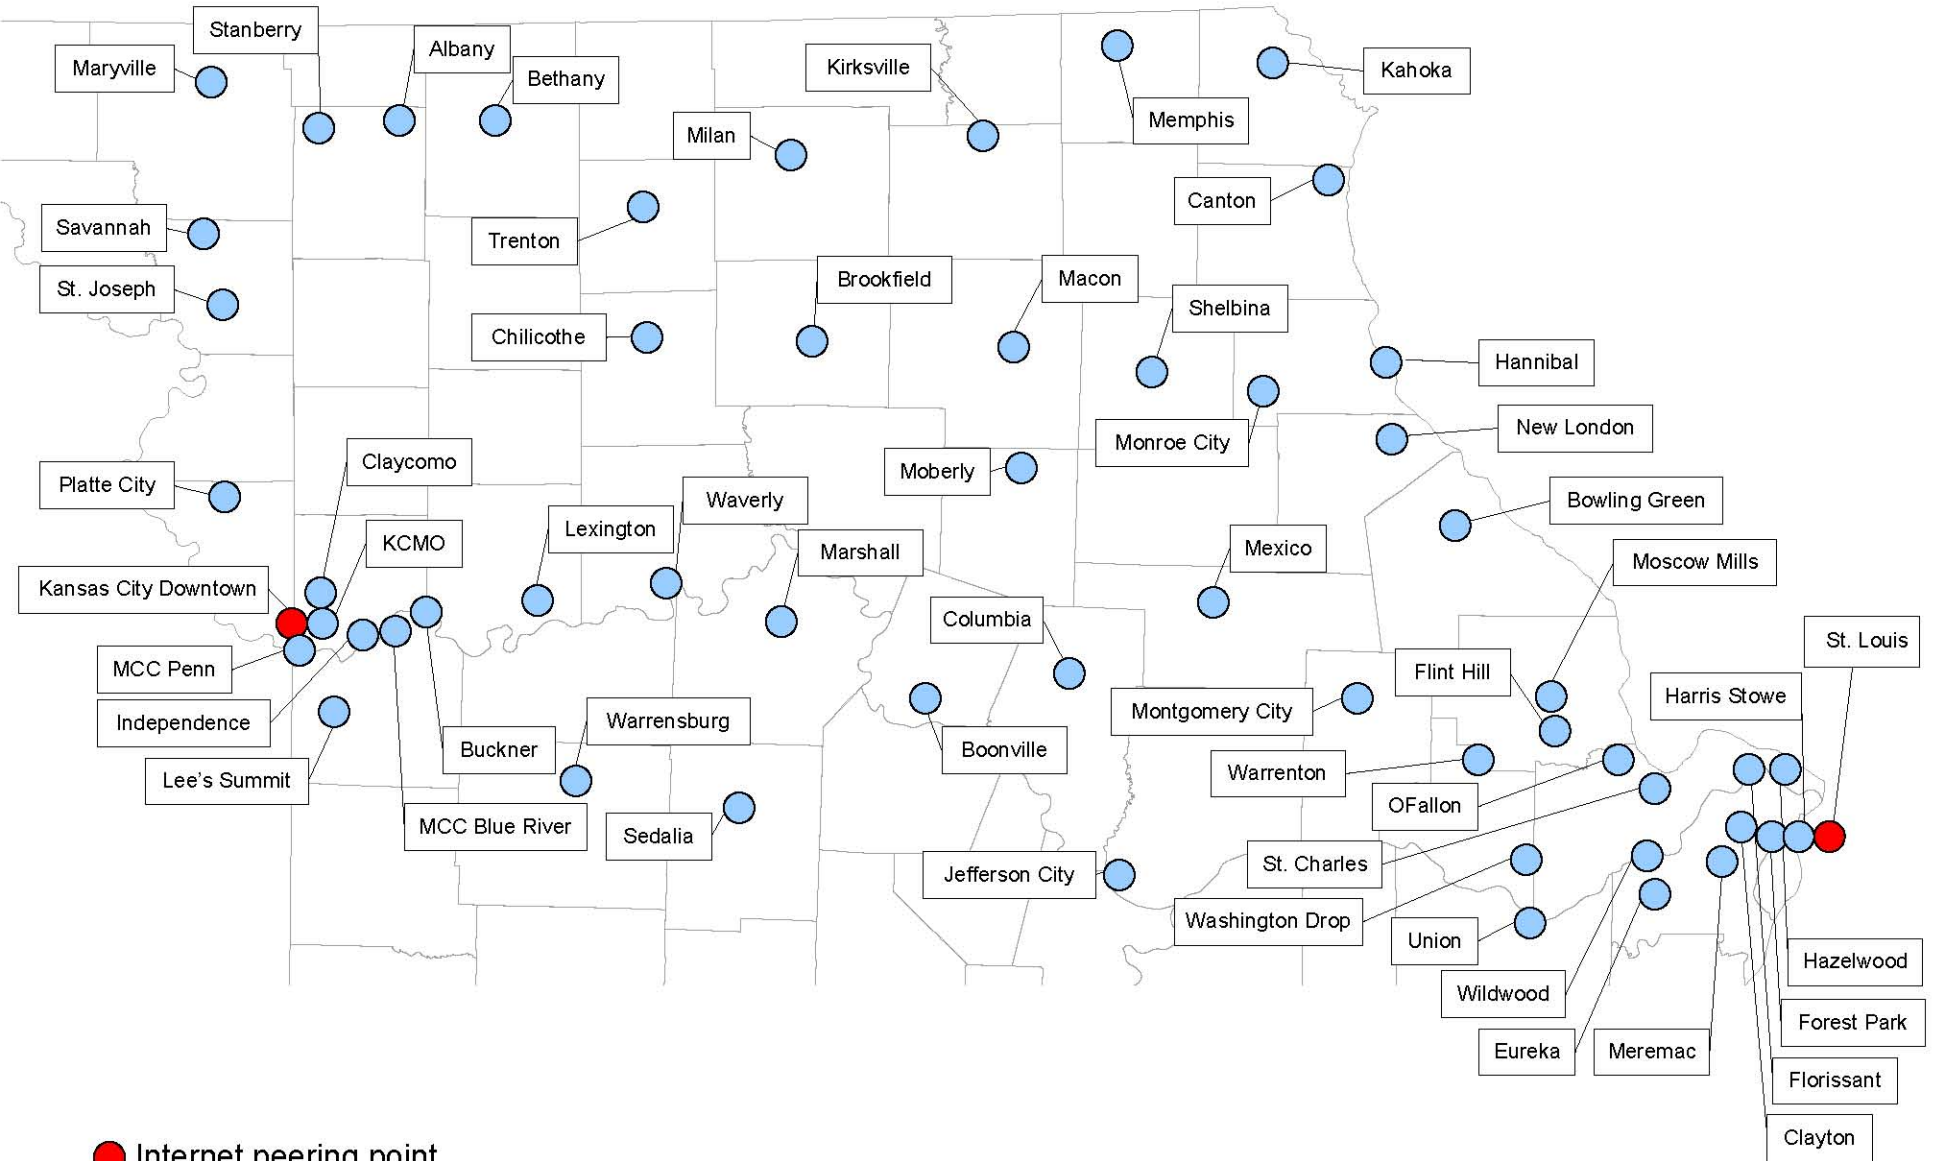 Stanberry
Albany
Maryville
Bethany
Kirksville
Kahoka
Memphis
Milan
Canton
Savannah
Trenton
St. Joseph
Brookfield
Macon
Shelbina
Chilicothe
Hannibal
New London
Monroe City
Claycomo
Moberly
Platte City
Waverly
Bowling Green
Lexington
KCMO
Marshall
Mexico
Moscow Mills
Kansas City Downtown
Columbia
St. Louis
MCC Penn
Flint Hill
Harris Stowe
Independence
Warrensburg
Montgomery City
Buckner
Boonville
Lee’s Summit
Warrenton
OFallon
MCC Blue River
Sedalia
St. Charles
Jefferson City
Washington Drop
Union
Hazelwood
Wildwood
Forest Park
Eureka
Meremac
Florissant
Clayton
Internet peering point